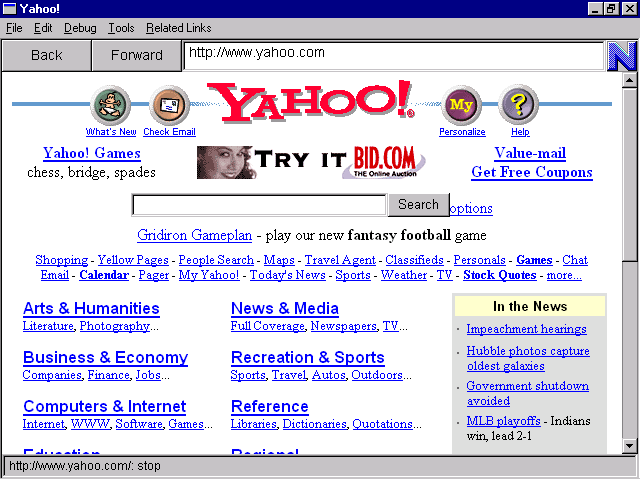 Yahoo!
File Edit Debug Tools Related Links
Back Forward http://www.yahoo.com N
YAHOO!
My ?
What's New Check Email Personalize Help
Yahoo! Games TRY IT BID.COM Value-mail
chess, bridge, spades THE Online Auction Get Free Coupons
Search options
Gridiron Gameplan - play our new fantasy football game
Shopping - Yellow Pages - People Search - Maps - Travel Agent - Classifieds - Personals - Games - Chat
Email - Calendar - Pager - My Yahoo! - Today's News - Sports - Weather - TV - Stock Quotes - more...
Arts & Humanities News & Media In the News
Literature, Photography... Full Coverage, Newspapers, TV... · Impeachment hearings
Business & Economy Recreation & Sports · Hubble photos capture
Companies, Finance, Jobs... Sports, Travel, Autos, Outdoors... oldest galaxies
· Government shutdown
Computers & Internet Reference avoided
Internet, WWW, Software, Games... Libraries, Dictionaries, Quotations... · MLB playoffs - Indians
win, lead 2-1
Education Regional
http://www.yahoo.com/: stop